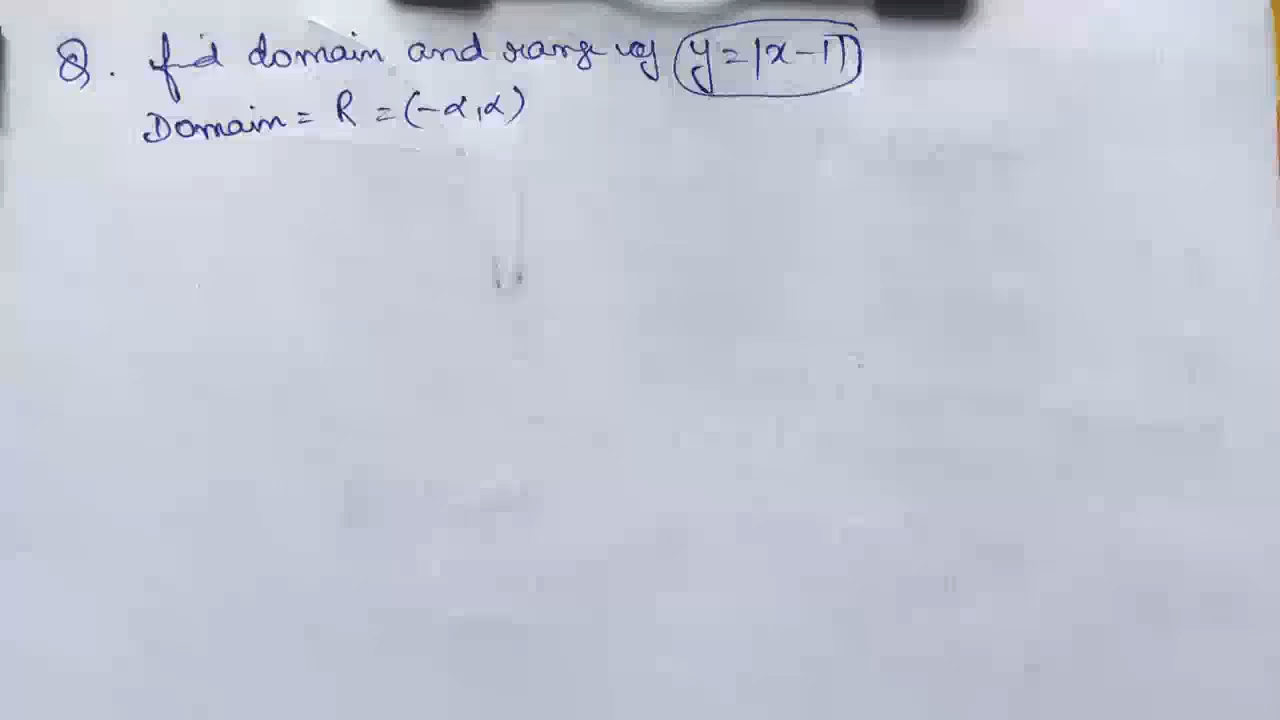 Q. find domain and range of y = |x-1|
Domain = R = (-∝,∝)